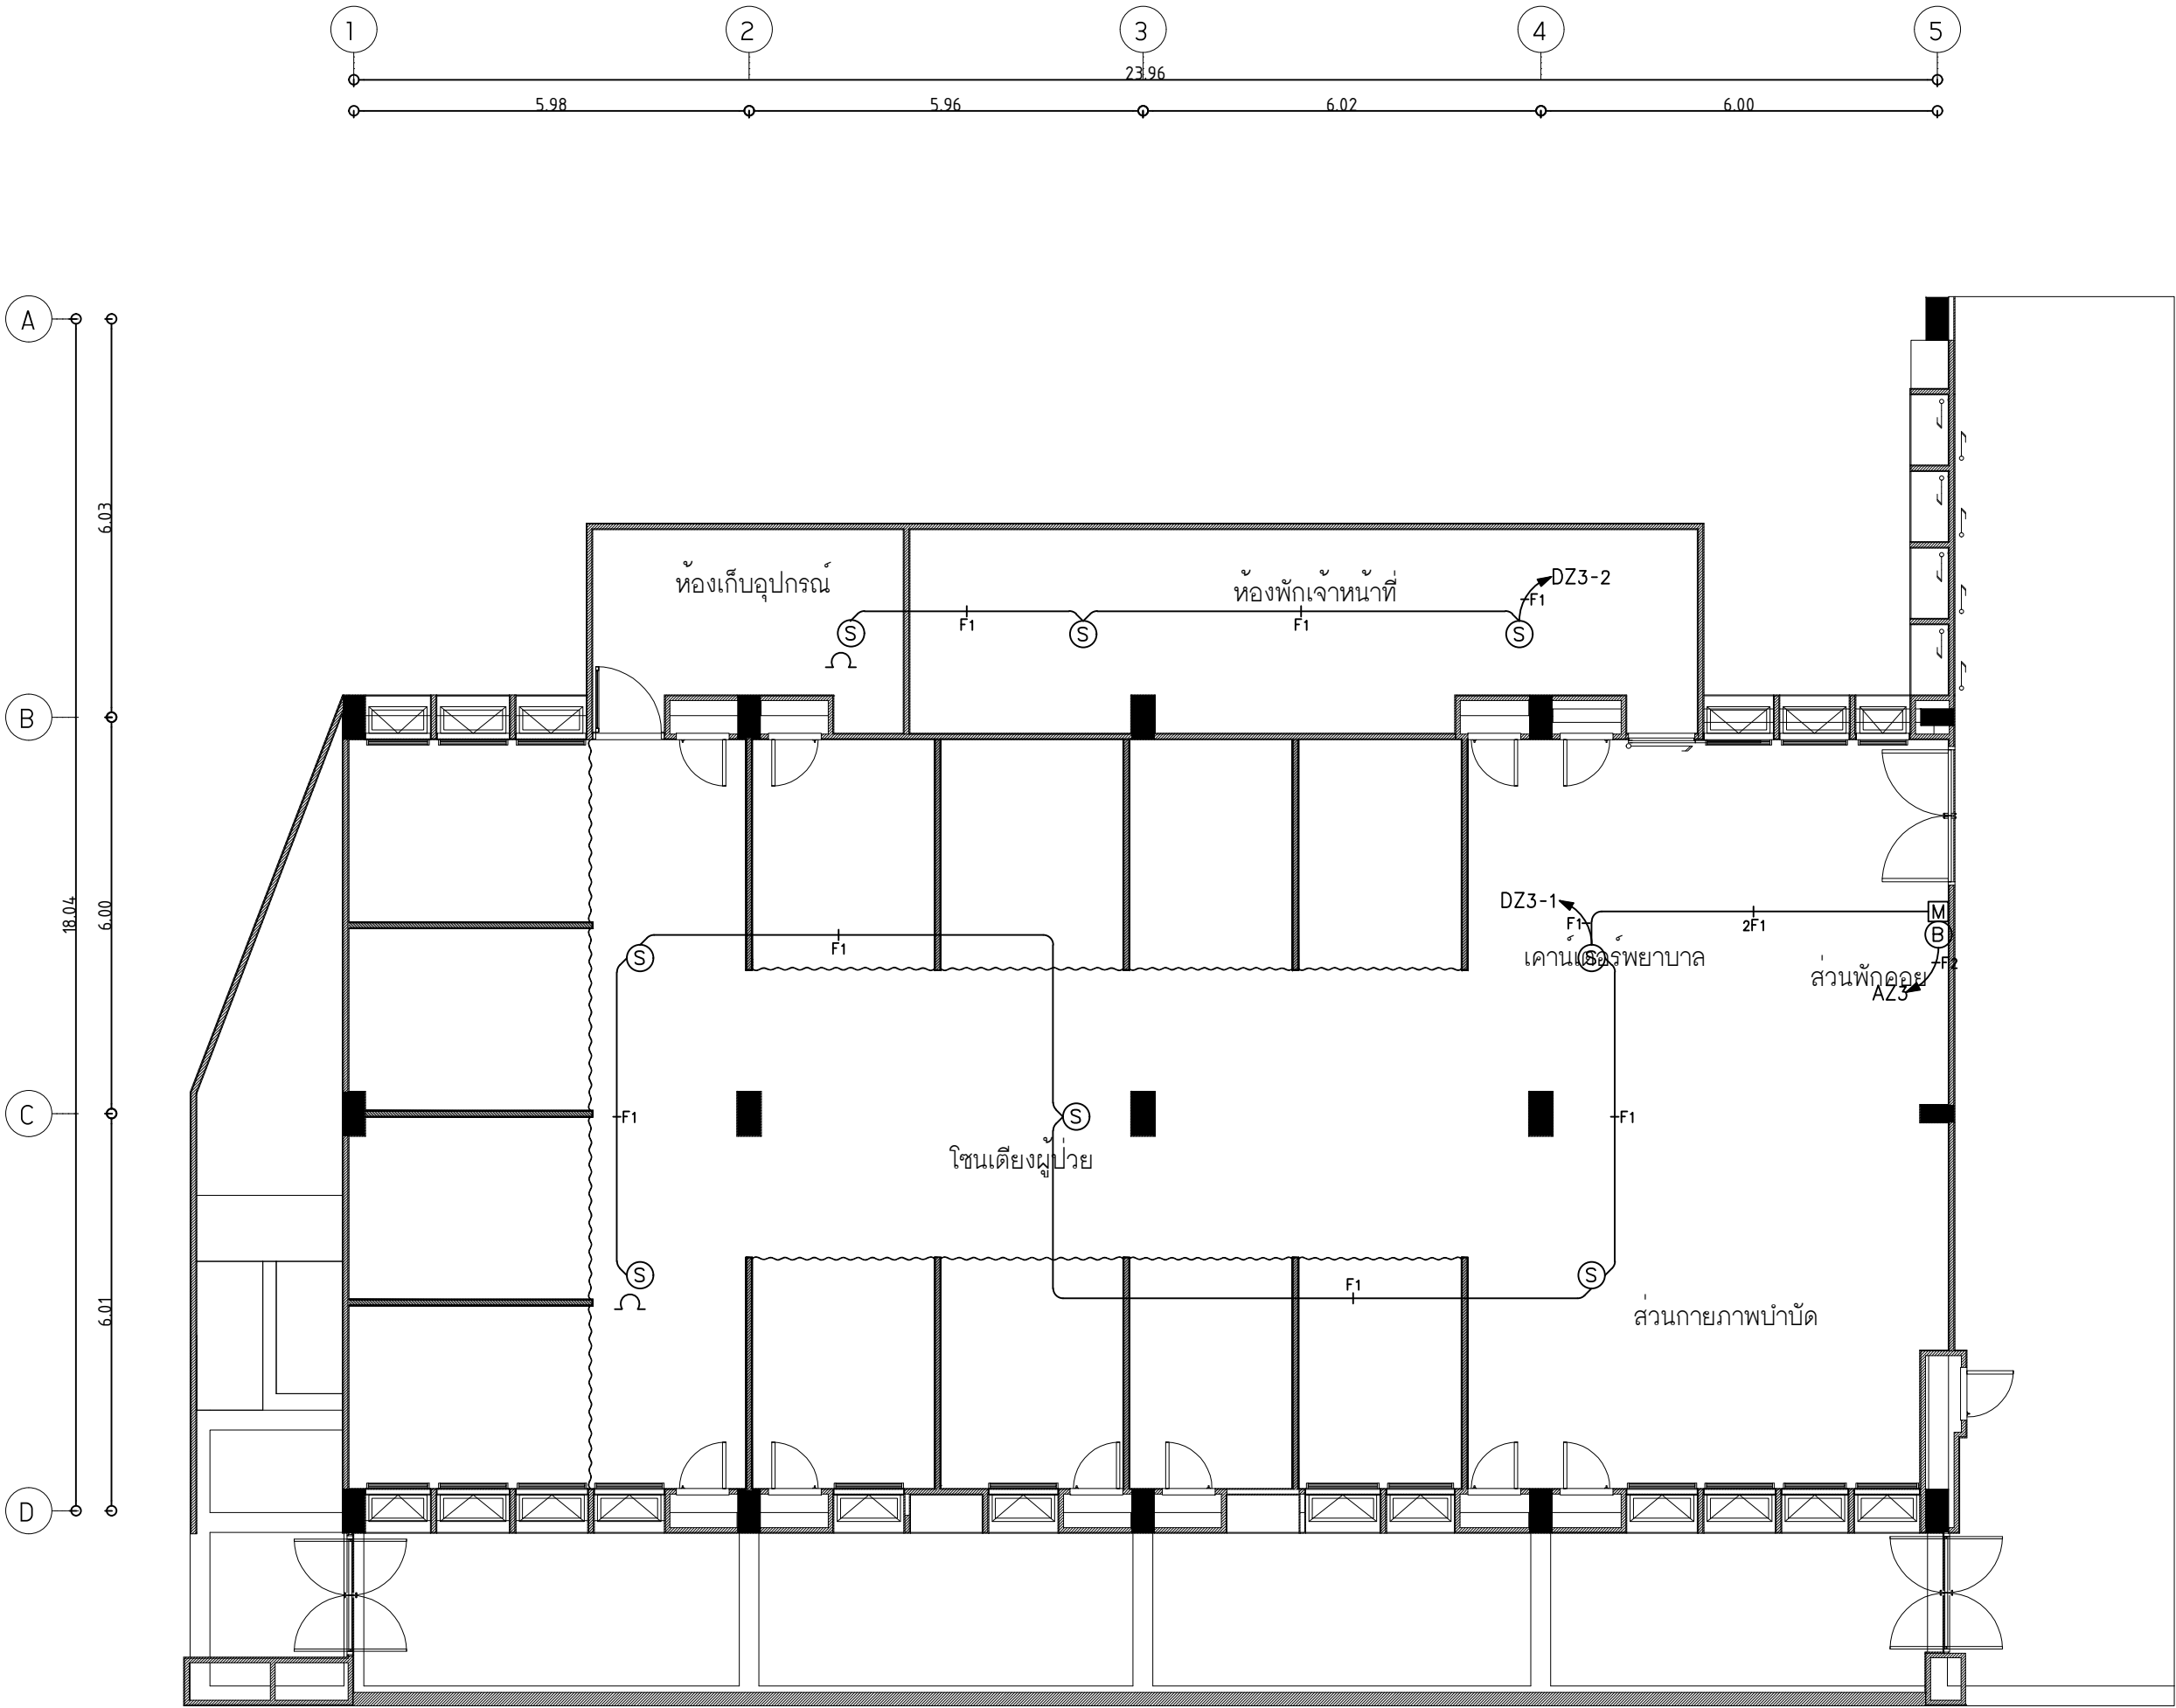 1 2 3 4 5
23.96
5.98 5.96 6.02 6.00
A
6.03
ห้องเก็บอุปกรณ์ ห้องพักเจ้าหน้าที่ DZ3-2
F1
F1 F1
S S S
B
18.04
6.00
DZ3-1
M
F1 2F1
F1
B
S เคาน์เตอร์พยาบาล S
F2
ส่วนพักคอย
AZ3
C
F1 S F1
โซนเตียงผู้ป่วย
S S
F1
6.01
ส่วนกายภาพบำบัด
D